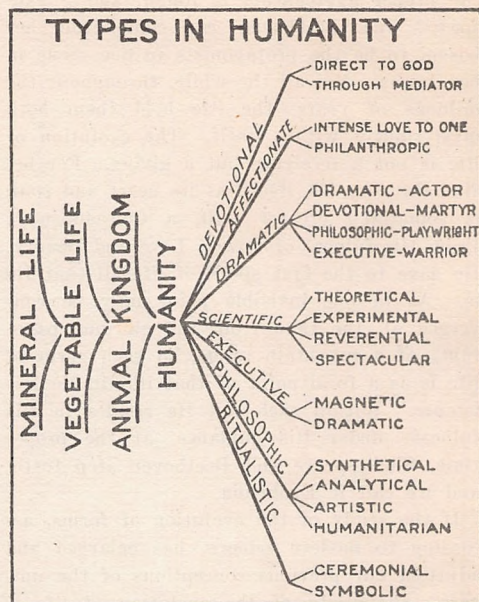 TYPES IN HUMANITY
MINERAL LIFE
VEGETABLE LIFE
ANIMAL KINGDOM
HUMANITY
DEVOTIONAL
DIRECT TO GOD
THROUGH MEDIATOR
AFFECTIONATE
INTENSE LOVE TO ONE
PHILANTHROPIC
DRAMATIC
DRAMATIC-ACTOR
DEVOTIONAL-MARTYR
PHILOSOPHIC-PLAYWRIGHT
EXECUTIVE-WARRIOR
SCIENTIFIC
THEORETICAL
EXPERIMENTAL
REVERENTIAL
SPECTACULAR
EXECUTIVE
MAGNETIC
DRAMATIC
PHILOSOPHIC
SYNTHETICAL
ANALYTICAL
ARTISTIC
HUMANITARIAN
RITUALISTIC
CEREMONIAL
SYMBOLIC